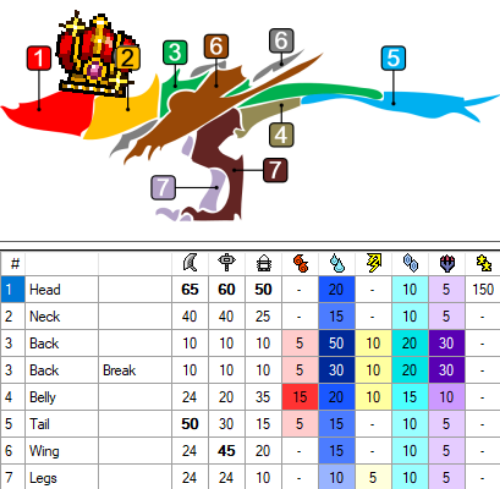 1
2
3
6
6
5
4
7
7
#
1 Head 65 60 50 - 20 - 10 5 150
2 Neck 40 40 25 - 15 - 10 5 -
3 Back 10 10 10 5 50 10 20 30 -
3 Back Break 10 10 10 5 30 10 20 30 -
4 Belly 24 20 35 15 20 10 15 10 -
5 Tail 50 30 15 5 15 - 10 5 -
6 Wing 24 45 20 - 15 - 10 5 -
7 Legs 24 24 10 - 10 5 10 5 -